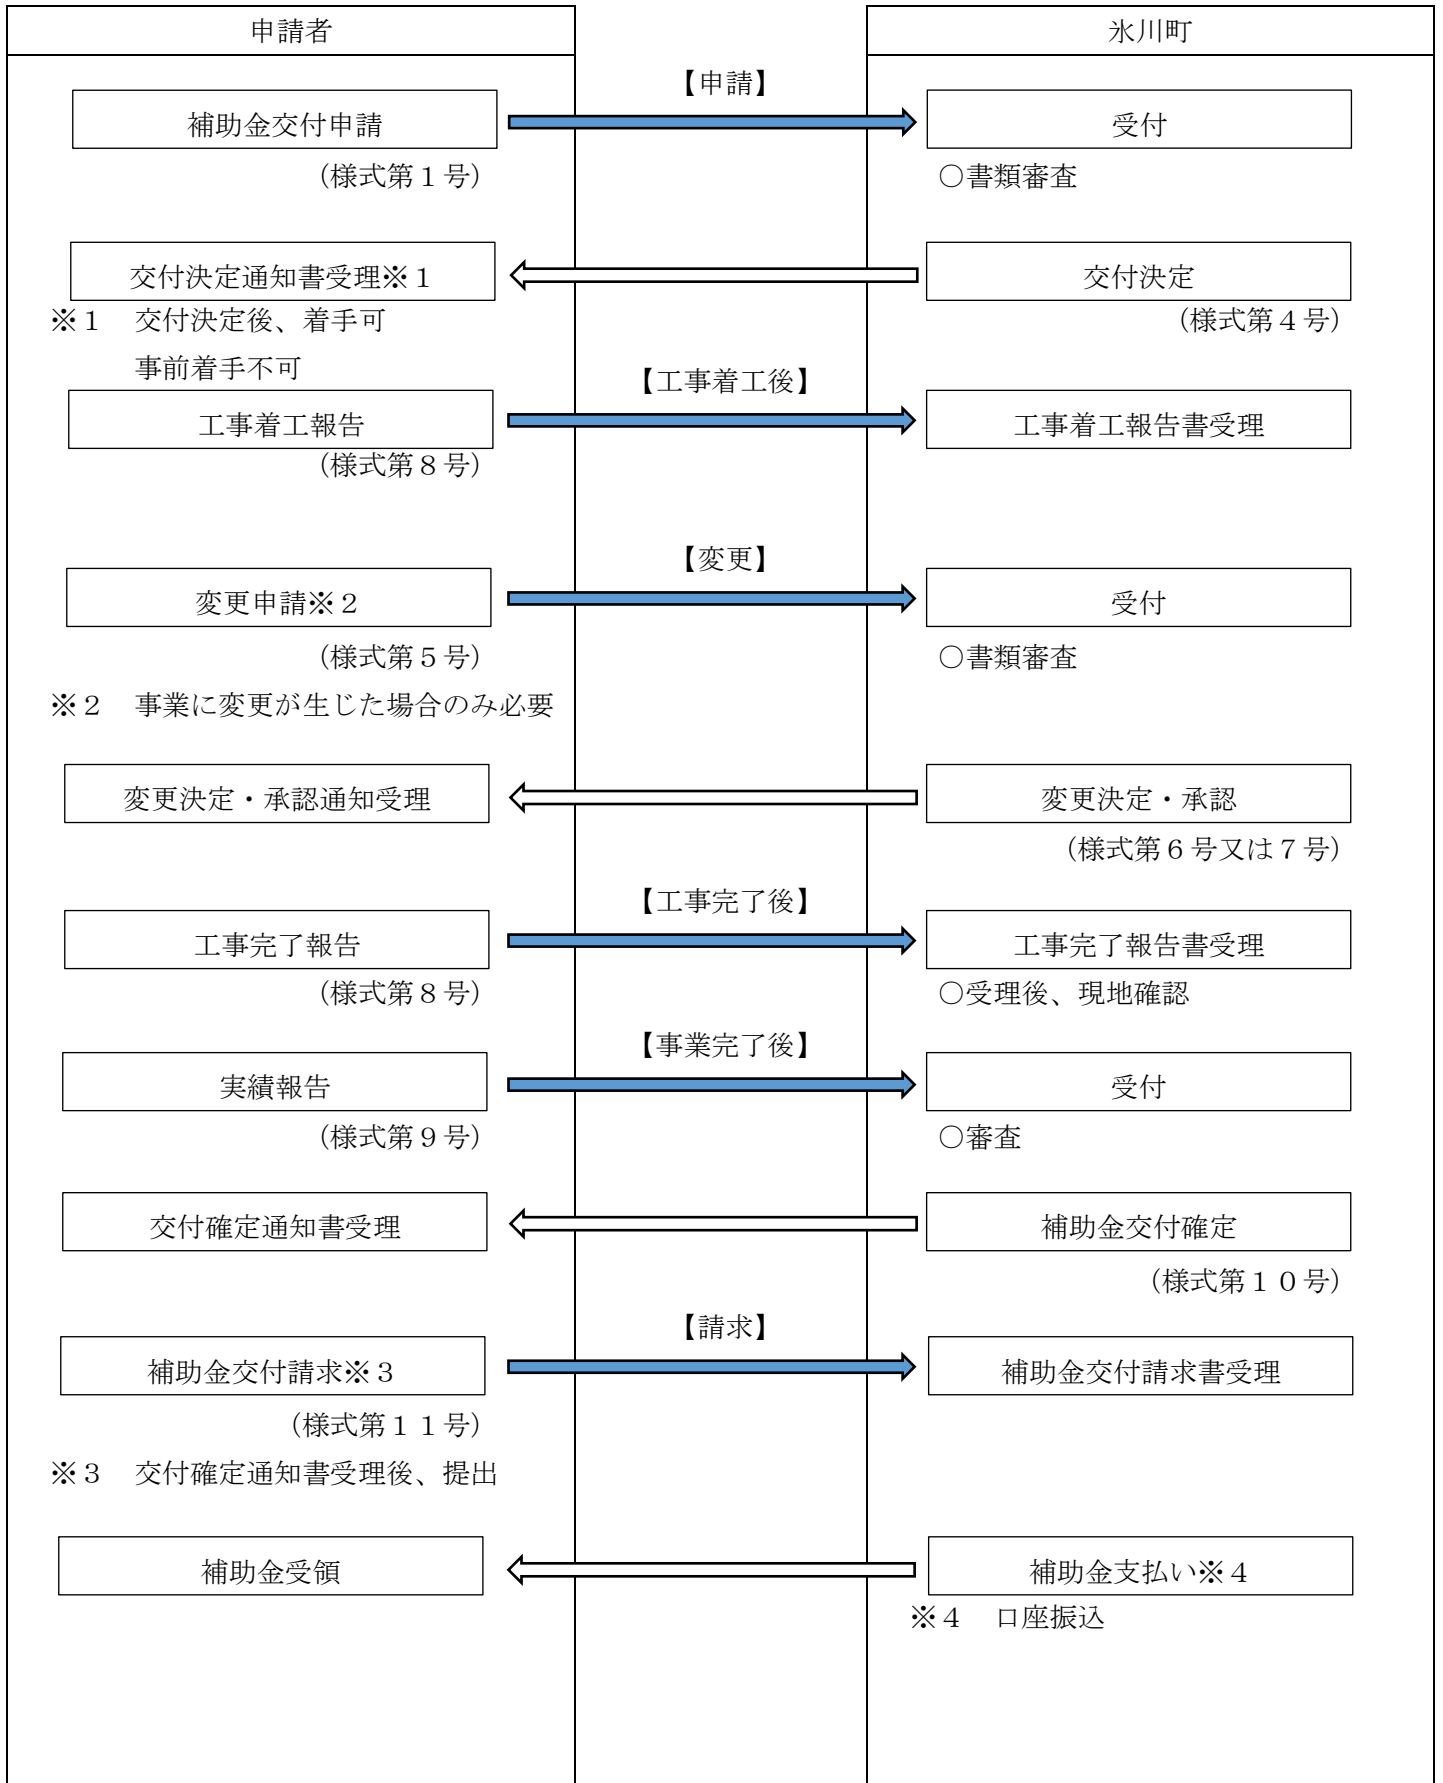 申請者
氷川町
【申請】
補助金交付申請
受付
（様式第１号）
○書類審査
交付決定通知書受理※１
交付決定
※１　交付決定後、着手可
（様式第４号）
事前着手不可
【工事着工後】
工事着工報告
工事着工報告書受理
（様式第８号）
【変更】
変更申請※２
受付
（様式第５号）
○書類審査
※２　事業に変更が生じた場合のみ必要
変更決定・承認通知受理
変更決定・承認
（様式第６号又は７号）
【工事完了後】
工事完了報告
工事完了報告書受理
（様式第８号）
○受理後、現地確認
【事業完了後】
実績報告
受付
（様式第９号）
○審査
交付確定通知書受理
補助金交付確定
（様式第１０号）
【請求】
補助金交付請求※３
補助金交付請求書受理
（様式第１１号）
※３　交付確定通知書受理後、提出
補助金受領
補助金支払い※４
※４　口座振込